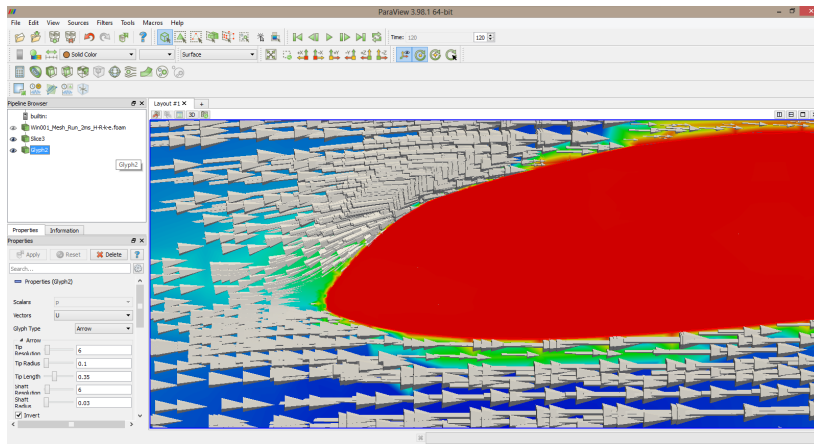 ParaView 3.98.1 64-bit
File Edit View Sources Filters Tools Macros Help
Time: 120 120
Solid Color Surface
Pipeline Browser
Layout #1 X +
3D
builtin:
Win001_Mesh_Run_2ms_H-R-k-e.foam
Slice3
Glyph2
Glyph2
Properties Information
Properties
Apply Reset Delete ?
Search...
Properties (Glyph2)
Scalars p
Vectors U
Glyph Type Arrow
Arrow
Tip Resolution 6
Tip Radius 0.1
Tip Length 0.35
Shaft Resolution 6
Shaft Radius 0.03
Invert